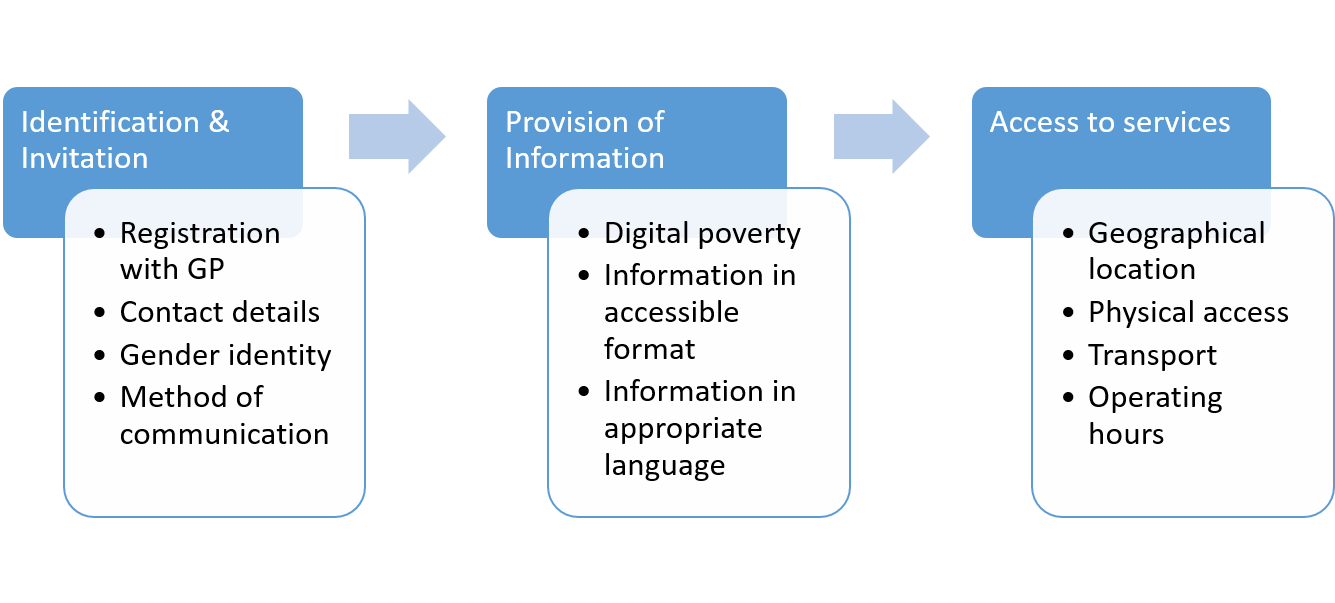 Identification &
Invitation
• Registration
with GP
• Contact details
• Gender identity
• Method of
communication
Provision of
Information
• Digital poverty
• Information in
accessible
format
• Information in
appropriate
language
Access to services
• Geographical
location
• Physical access
• Transport
• Operating
hours